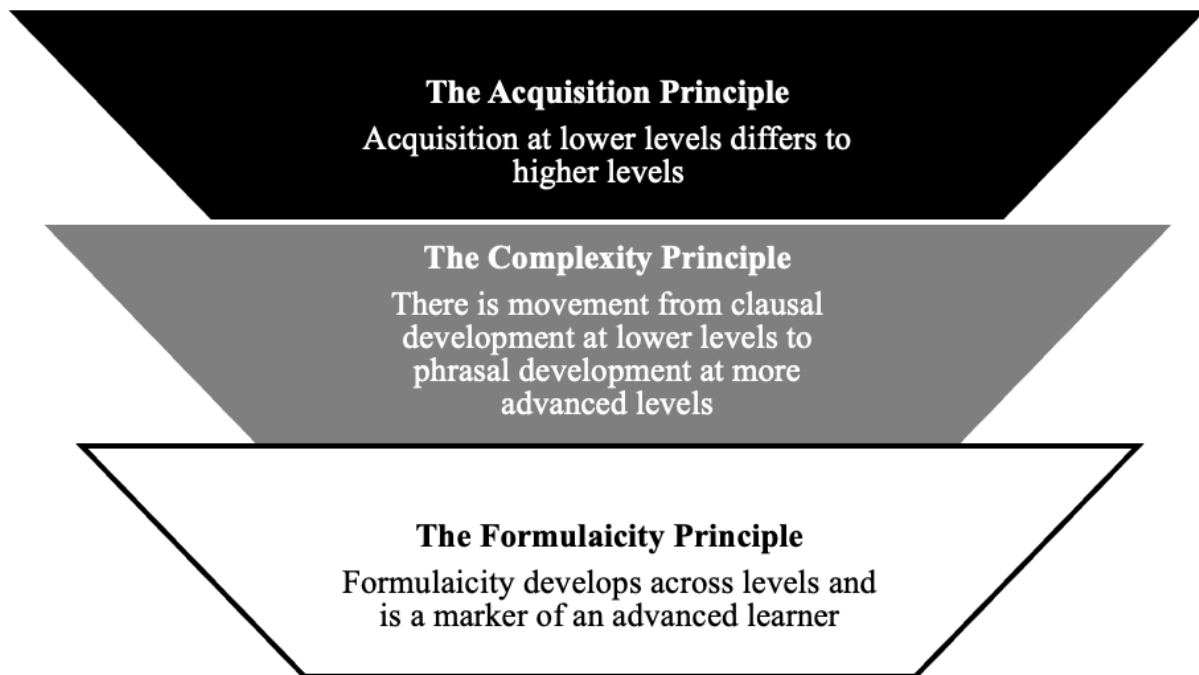 The Acquisition Principle
Acquisition at lower levels differs to
higher levels
The Complexity Principle
There is movement from clausal
development at lower levels to
phrasal development at more
advanced levels
The Formulaicity Principle
Formulaicity develops across levels and
is a marker of an advanced learner